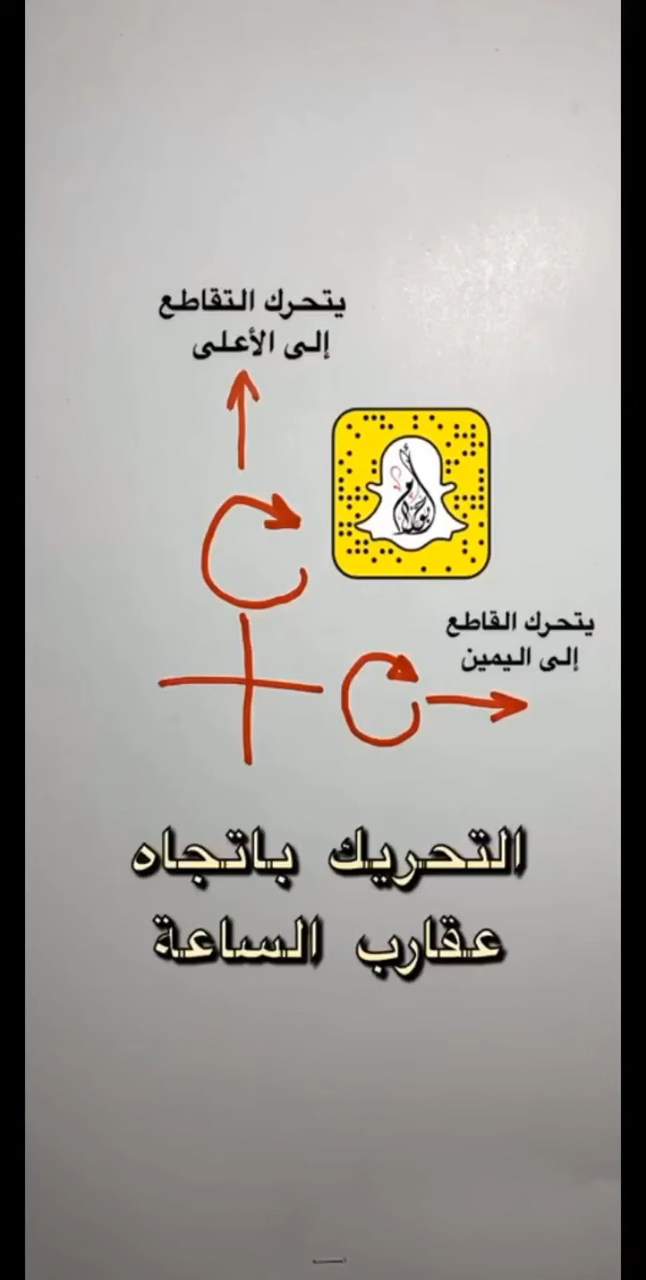 يتحرك التقاطع
إلى الأعلى
يتحرك القاطع
إلى اليمين
التحريك باتجاه
عقارب الساعة